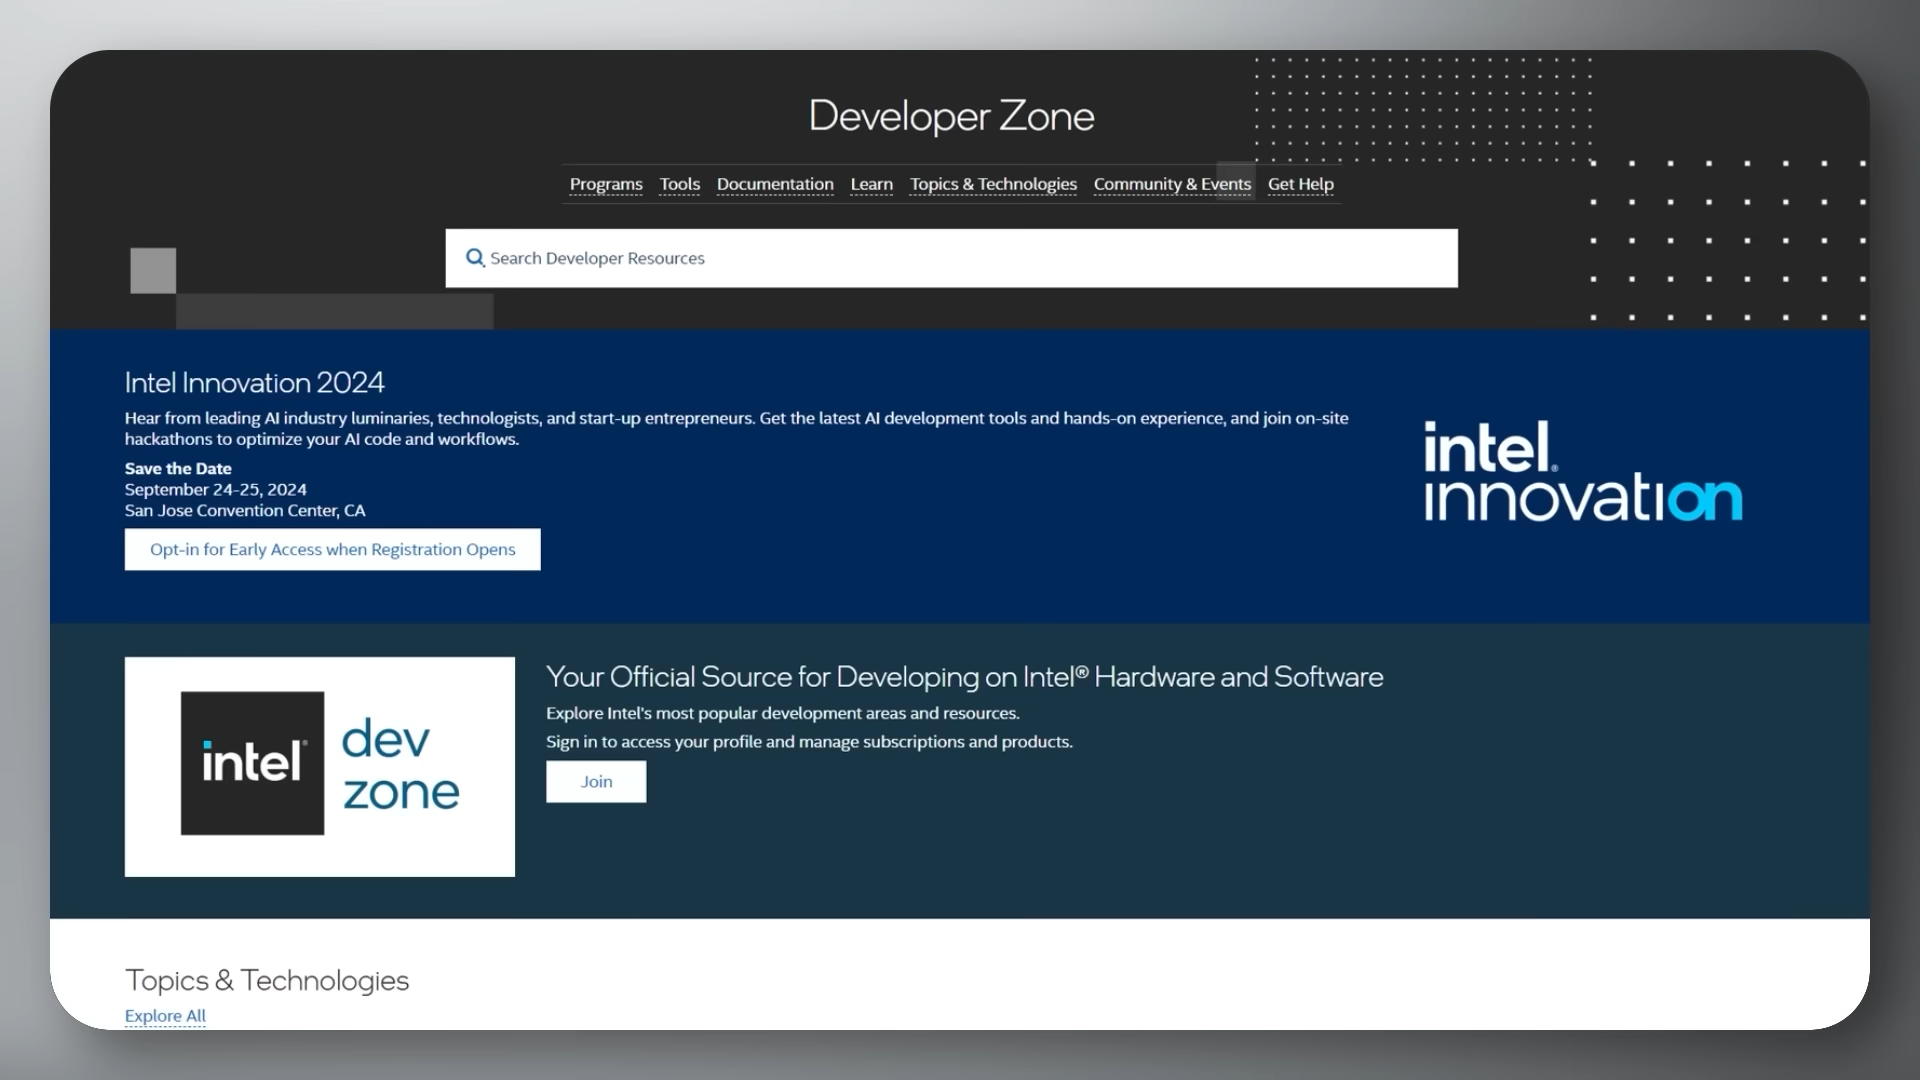 Developer Zone
Programs Tools Documentation Learn Topics & Technologies Community & Events Get Help
Search Developer Resources
Intel Innovation 2024
Hear from leading AI industry luminaries, technologists, and start-up entrepreneurs. Get the latest AI development tools and hands-on experience, and join on-site
hackathons to optimize your AI code and workflows.
Save the Date
September 24-25, 2024
San Jose Convention Center, CA
Opt-in for Early Access when Registration Opens
intel®
innovation
intel®
dev
zone
Your Official Source for Developing on Intel® Hardware and Software
Explore Intel's most popular development areas and resources.
Sign in to access your profile and manage subscriptions and products.
Join
Topics & Technologies
Explore All